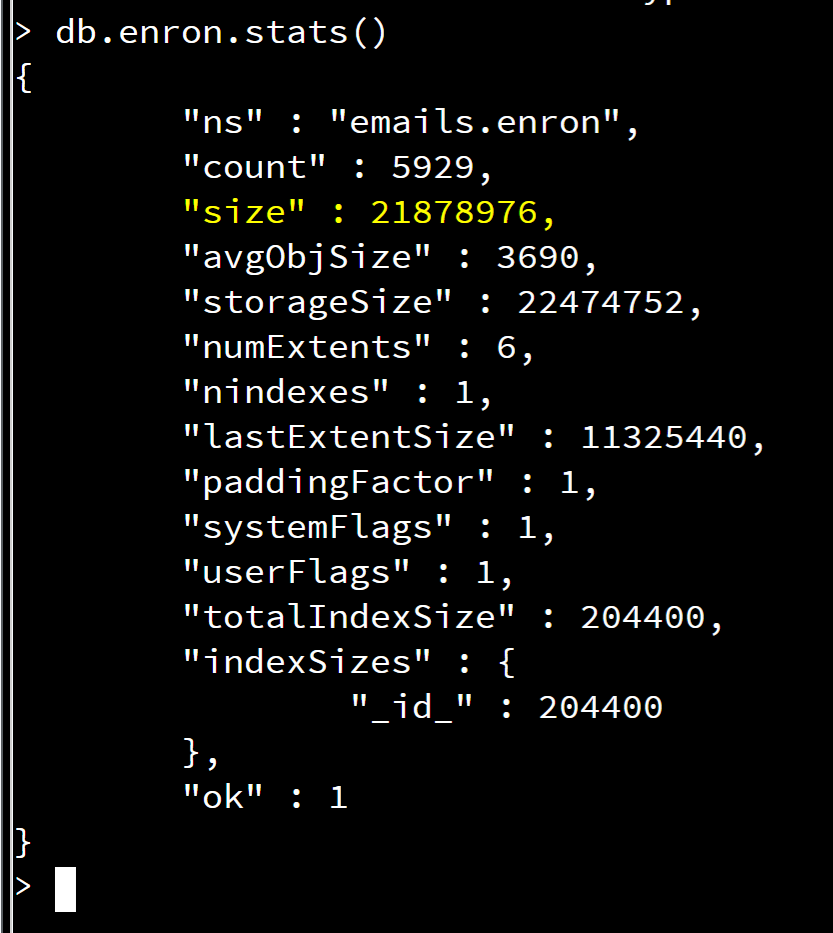 > db.enron.stats()
{
"ns" : "emails.enron",
"count" : 5929,
"size" : 21878976,
"avgObjSize" : 3690,
"storageSize" : 22474752,
"numExtents" : 6,
"nindexes" : 1,
"lastExtentSize" : 11325440,
"paddingFactor" : 1,
"systemFlags" : 1,
"userFlags" : 1,
"totalIndexSize" : 204400,
"indexSizes" : {
"_id_" : 204400
},
"ok" : 1
}
>